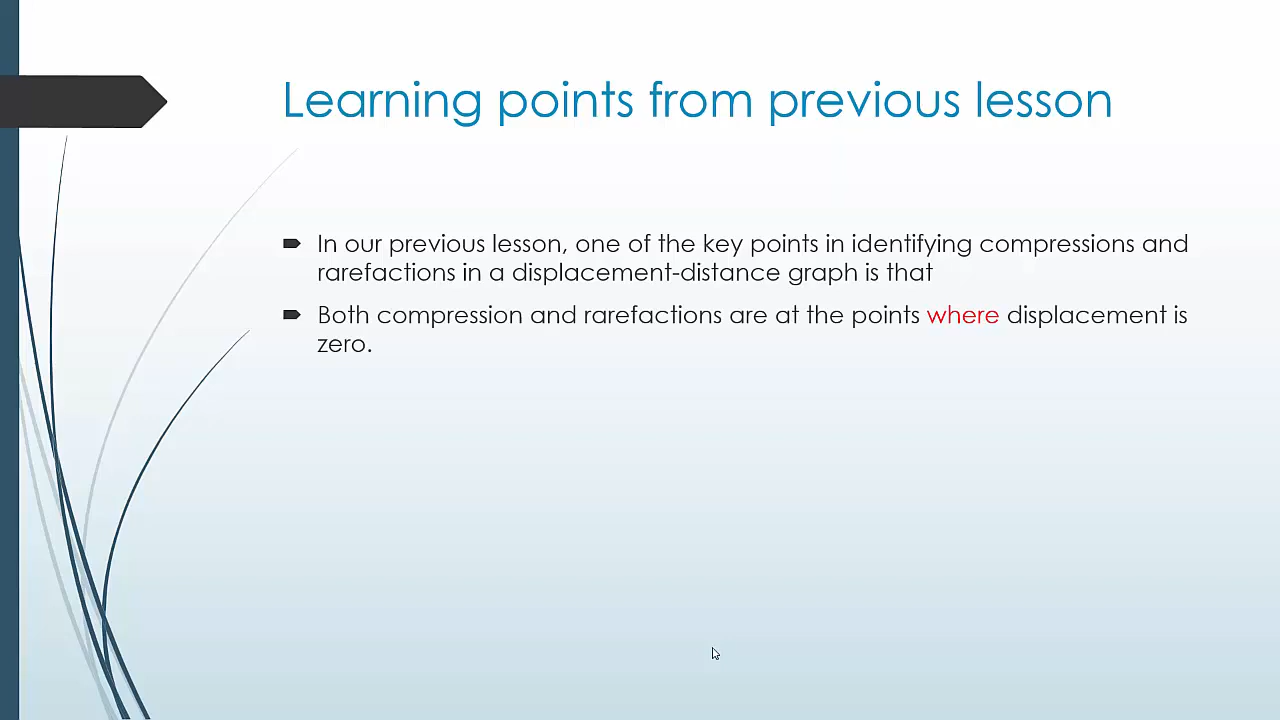 Learning points from previous lesson
In our previous lesson, one of the key points in identifying compressions and
rarefactions in a displacement-distance graph is that
Both compression and rarefactions are at the points where displacement is
zero.